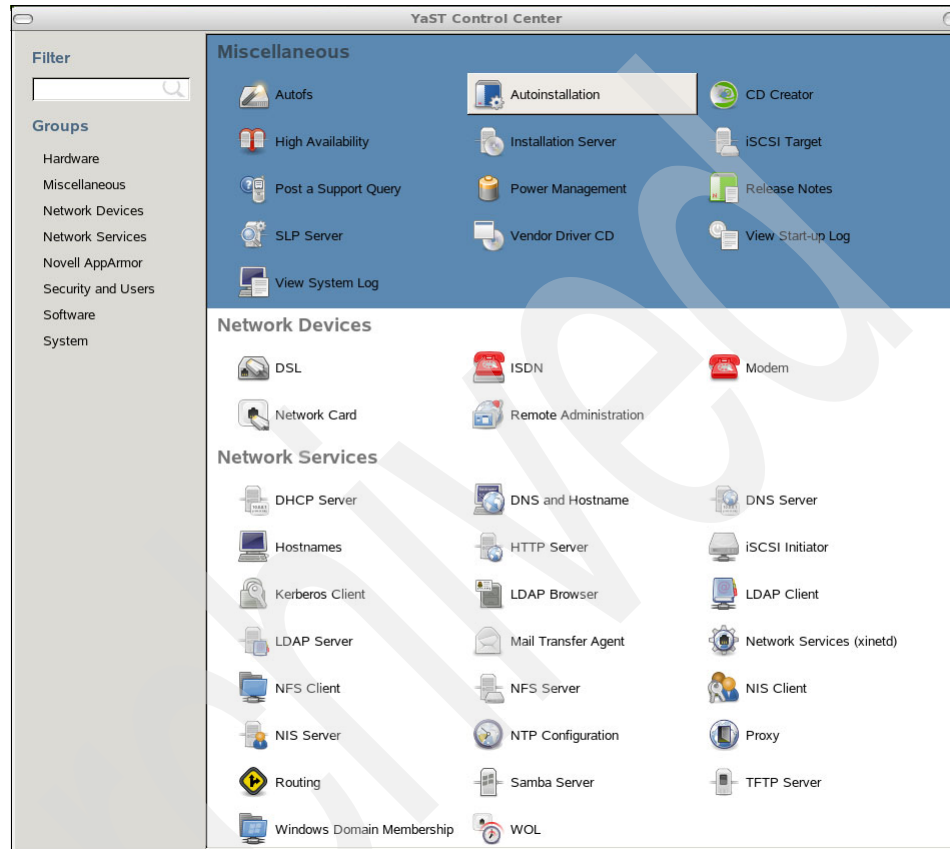 YaST Control Center
Filter
Groups
Hardware
Miscellaneous
Network Devices
Network Services
Novell AppArmor
Security and Users
Software
System
Miscellaneous
Autofs
Autoinstallation
CD Creator
High Availability
Installation Server
iSCSI Target
Post a Support Query
Power Management
Release Notes
SLP Server
Vendor Driver CD
View Start-up Log
View System Log
Network Devices
DSL
ISDN
Modem
Network Card
Remote Administration
Network Services
DHCP Server
DNS and Hostname
DNS Server
Hostnames
HTTP Server
iSCSI Initiator
Kerberos Client
LDAP Browser
LDAP Client
LDAP Server
Mail Transfer Agent
Network Services (xinetd)
NFS Client
NFS Server
NIS Client
NIS Server
NTP Configuration
Proxy
Routing
Samba Server
TFTP Server
Windows Domain Membership
WOL